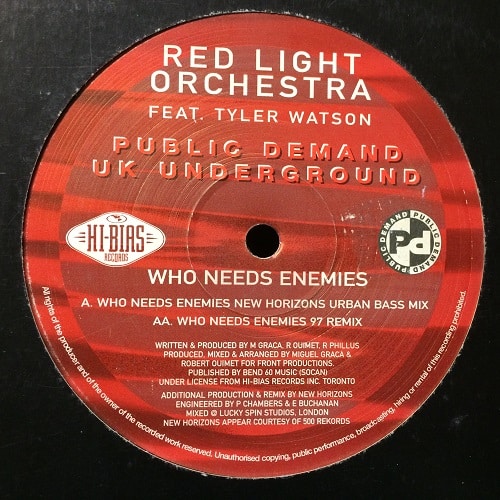 RED LIGHT
ORCHESTRA
FEAT. TYLER WATSON
PUBLIC DEMAND
UK UNDERGROUND
HI-BIAS
RECORDS
PUBLIC DEMAND PUBLIC DEMAND
Pd
WHO NEEDS ENEMIES
A. WHO NEEDS ENEMIES NEW HORIZONS URBAN BASS MIX
AA. WHO NEEDS ENEMIES 97 REMIX
WRITTEN & PRODUCED BY M GRACA, R OUIMET, R PHILLUS
PRODUCED, MIXED & ARRANGED BY MIGUEL GRACA &
ROBERT OUIMET FOR FRONT PRODUCTIONS.
PUBLISHED BY BEND 60 MUSIC (SOCAN)
UNDER LICENSE FROM HI-BIAS RECORDS INC. TORONTO
ADDITIONAL PRODUCTION & REMIX BY NEW HORIZONS
ENGINEERED BY P CHAMBERS & E BUCHANAN
MIXED @ LUCKY SPIN STUDIOS, LONDON
NEW HORIZONS APPEAR COURTESY OF 500 REKORDS
All rights of the producer and of the owner of the recorded work reserved. Unauthorised copying, public performance, broadcasting, hiring or rental of this recording prohibited.